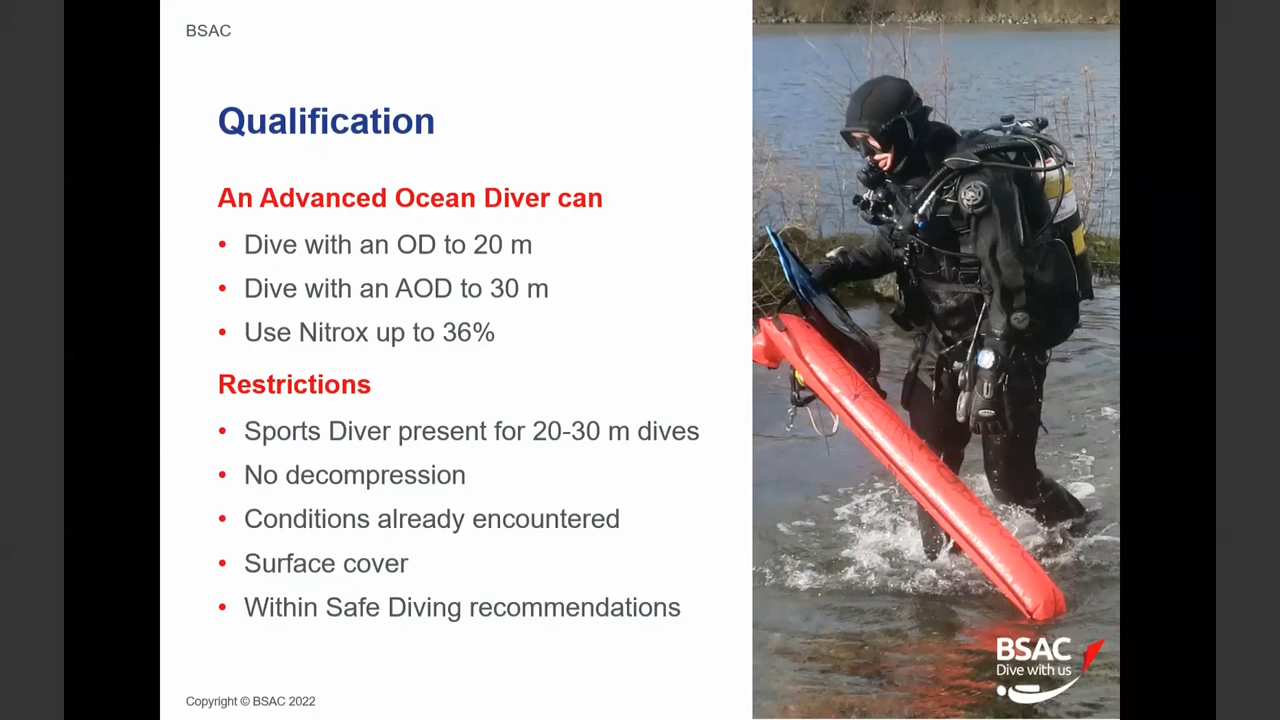 BSAC
Qualification
An Advanced Ocean Diver can
• Dive with an OD to 20 m
• Dive with an AOD to 30 m
• Use Nitrox up to 36%
Restrictions
• Sports Diver present for 20-30 m dives
• No decompression
• Conditions already encountered
• Surface cover
• Within Safe Diving recommendations
Copyright © BSAC 2022
BSAC
Dive with us